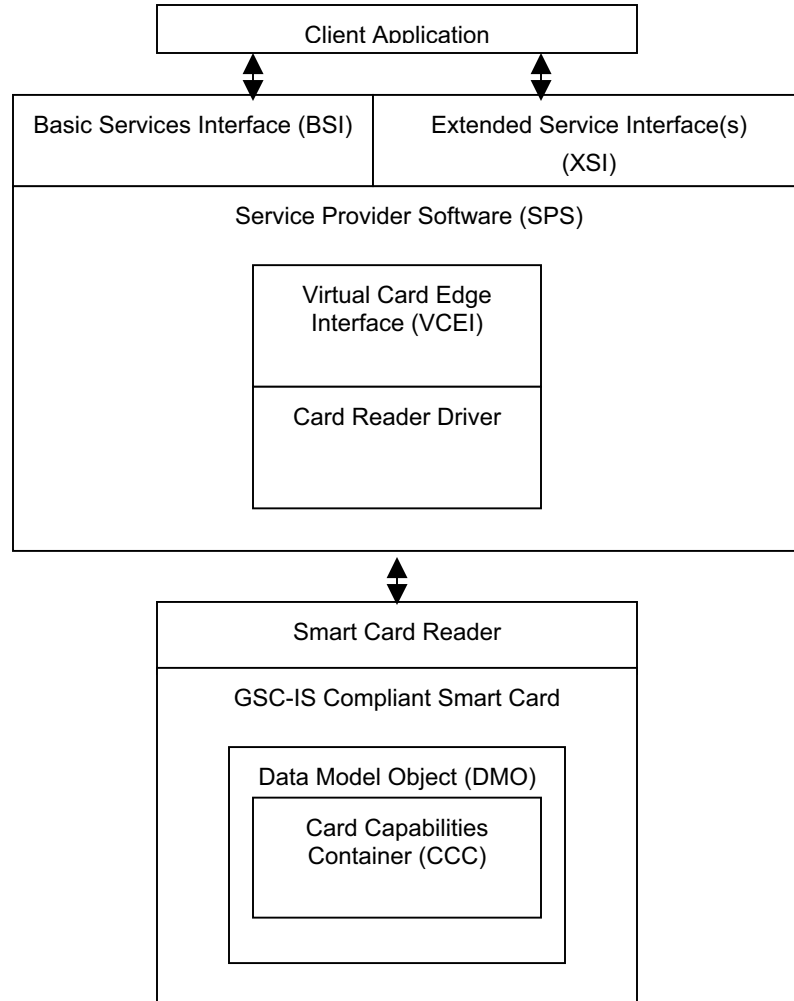 Client Application
Basic Services Interface (BSI)
Extended Service Interface(s)
(XSI)
Service Provider Software (SPS)
Virtual Card Edge
Interface (VCEI)
Card Reader Driver
Smart Card Reader
GSC-IS Compliant Smart Card
Data Model Object (DMO)
Card Capabilities
Container (CCC)